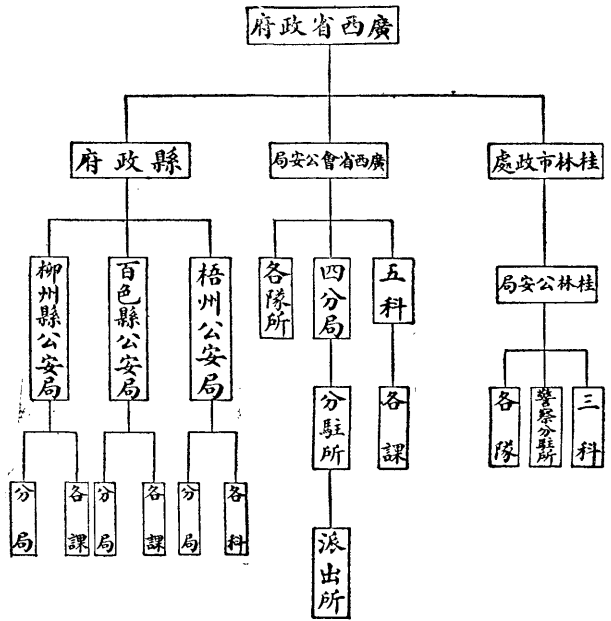 廣西省政府
桂林市政處
廣西省會公安局
縣政府
桂林公安局
五科
四分局
各隊所
梧州公安局
百色縣公安局
柳州縣公安局
三科
警察分駐所
各隊
各課
分駐所
各科
分局
各課
分局
各課
分局
派出所